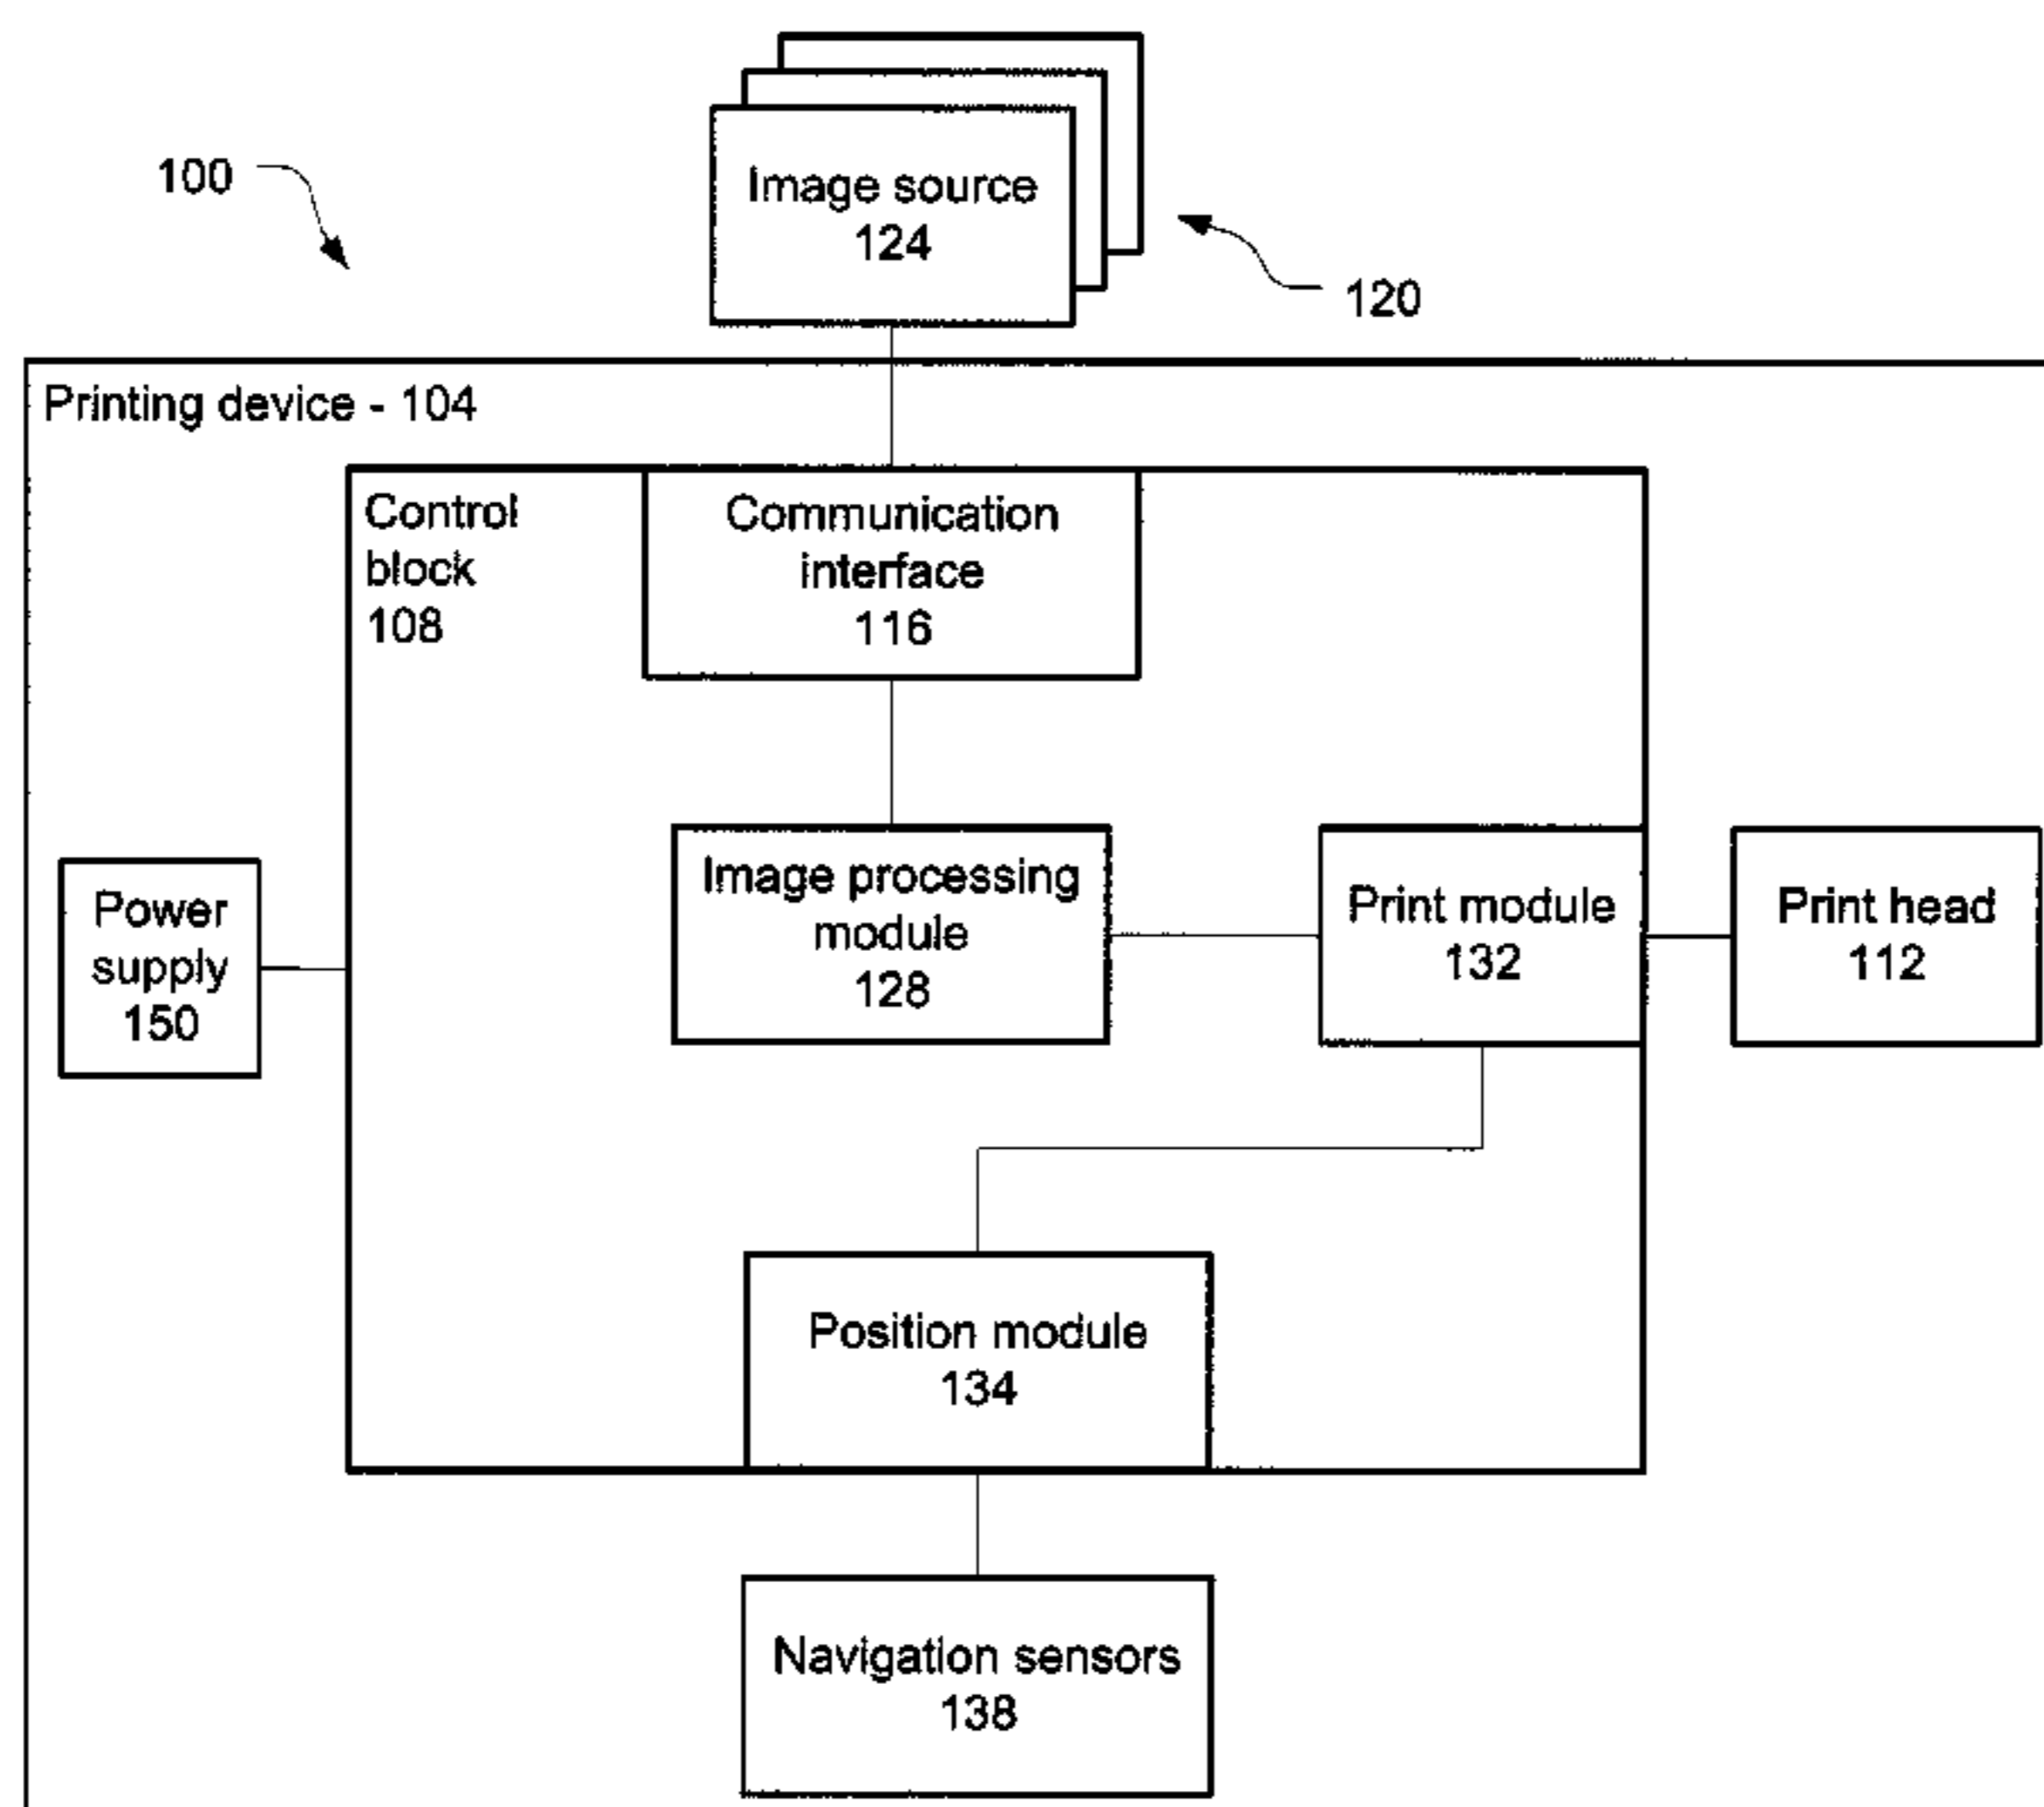 100
Image source
124
120
Printing device - 104
Control
block
108
Communication
interface
116
Power
supply
150
Image processing
module
128
Print module
132
Print head
112
Position module
134
Navigation sensors
138